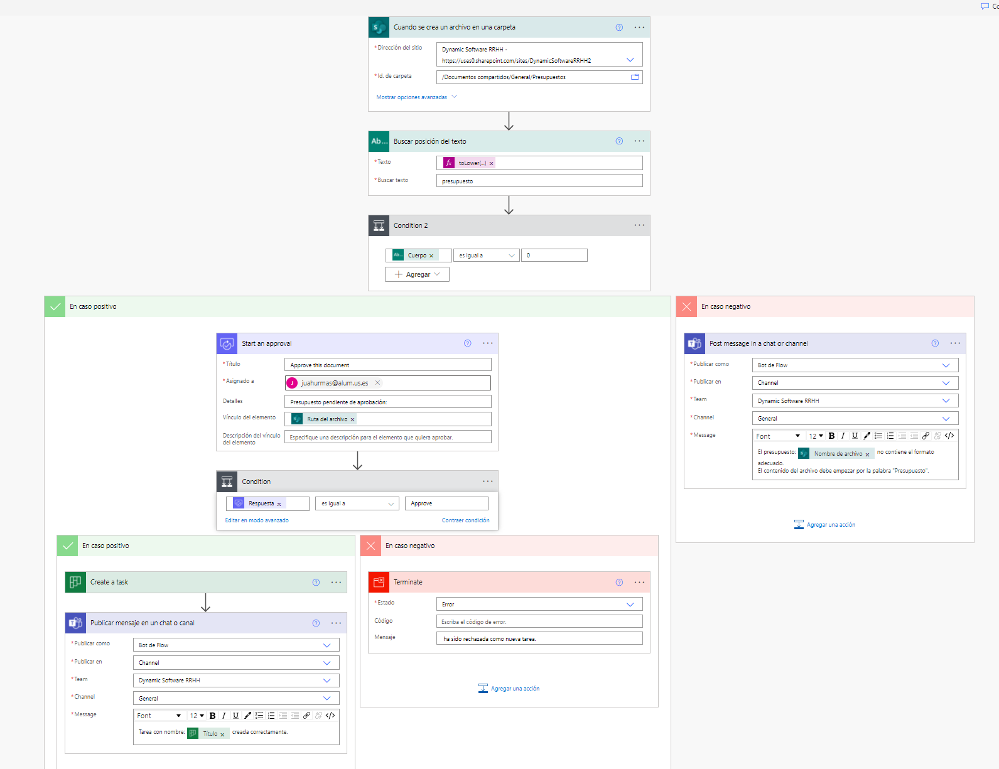 Cuando se crea un archivo en una carpeta
*Dirección del sitio
Dynamic Software RRHH -
https://uses0.sharepoint.com/sites/DynamicSoftwareRRHH2
*Id. de carpeta
/Documentos compartidos/General/Presupuestos
Mostrar opciones avanzadas
Ab...
Buscar posición del texto
*Texto
fx toLower(...) x
*Buscar texto
presupuesto
Condition 2
Cuerpo x
es igual a
0
Agregar
En caso positivo
En caso negativo
Start an approval
*Título
Approve this document
*Asignado a
J juahurmas@alum.us.es
Detalles
Presupuesto pendiente de aprobación:
Vínculo del elemento
Ruta del archivo x
Descripción del vínculo
del elemento
Especifique una descripción para el elemento que quiera aprobar.
Post message in a chat or channel
*Publicar como
Bot de Flow
*Publicar en
Channel
*Team
Dynamic Software RRHH
*Channel
General
*Message
Font 12 B I U </>
El presupuesto: Nombre de archivo x no contiene el formato
adecuado.
El contenido del archivo debe empezar por la palabra "Presupuesto".
Agregar una acción
Condition
Respuesta x
es igual a
Approve
Editar en modo avanzado
Contraer condición
En caso positivo
En caso negativo
Create a task
Publicar mensaje en un chat o canal
*Publicar como
Bot de Flow
*Publicar en
Channel
*Team
Dynamic Software RRHH
*Channel
General
*Message
Font 12 B I U </>
Tarea con nombre: Título x creada correctamente.
Terminate
*Estado
Error
Código
Escriba el código de error.
Mensaje
ha sido rechazada como nueva tarea.
Agregar una acción